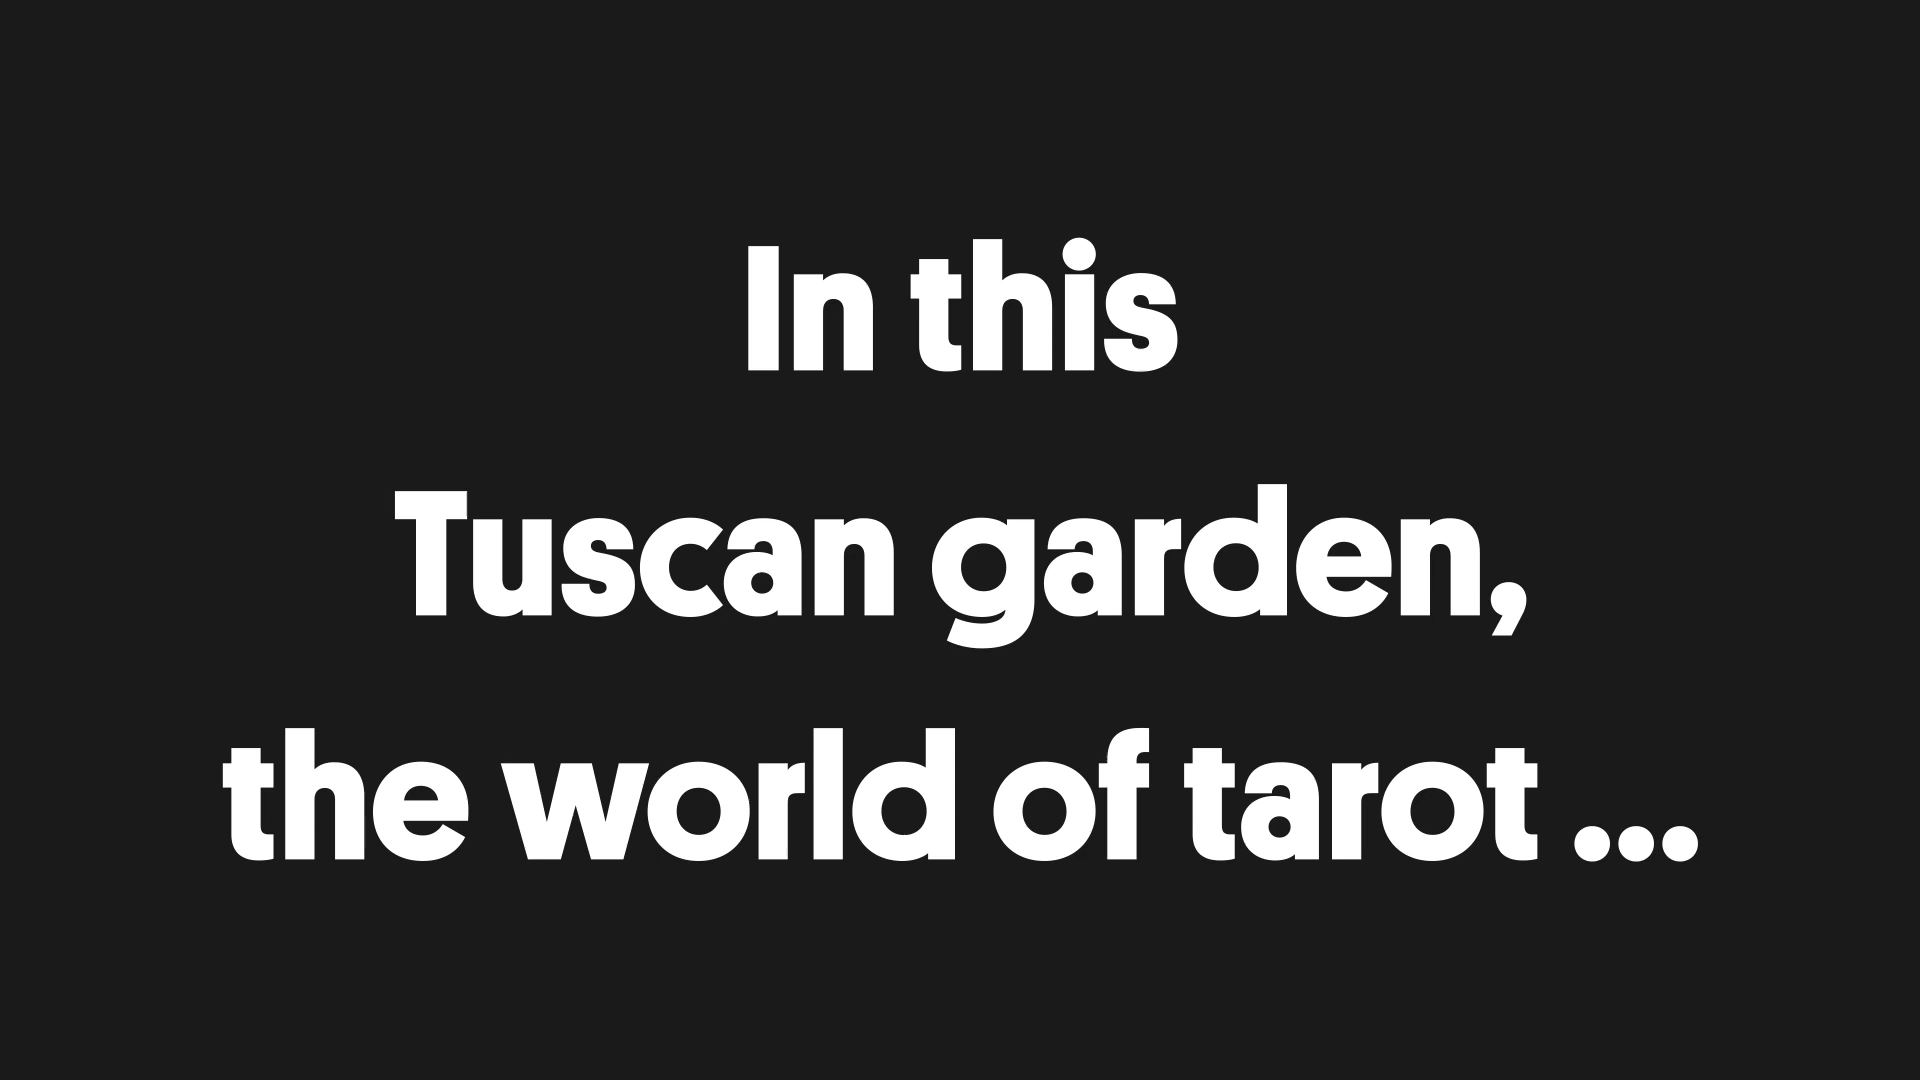 In this
Tuscan garden,
the world of tarot ...